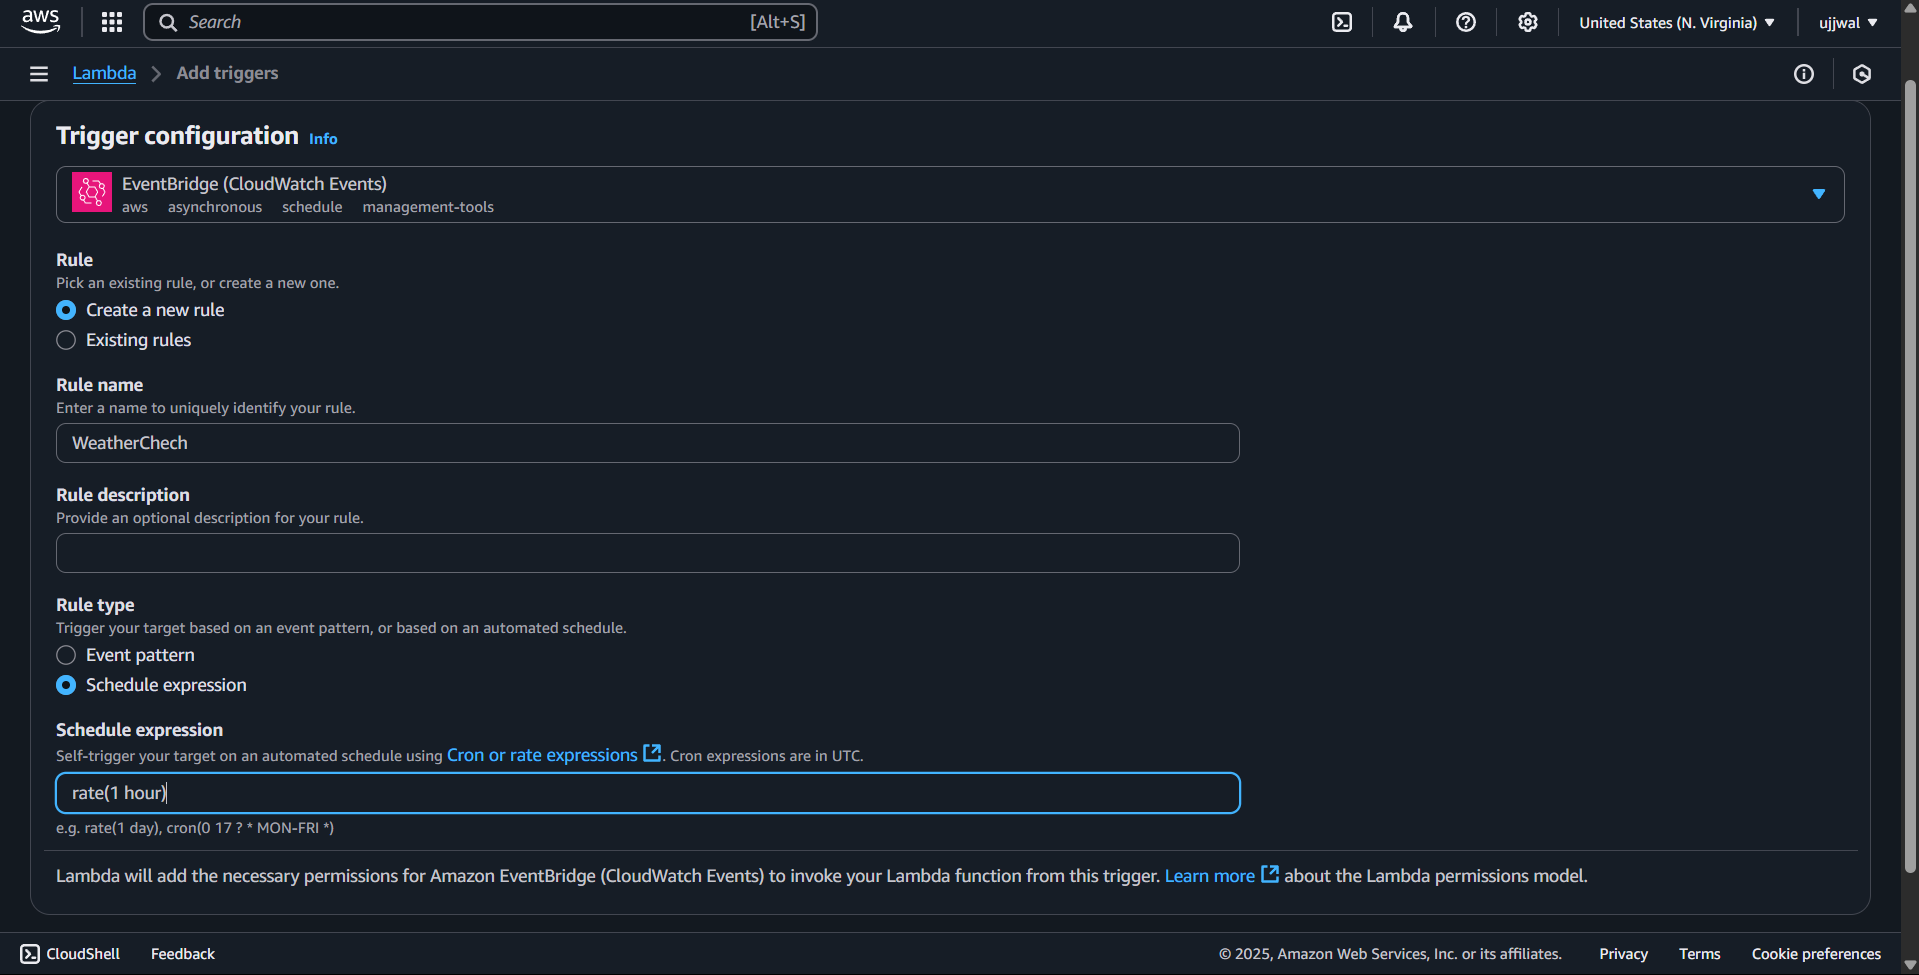 aws Search [Alt+S] United States (N. Virginia) ujjwal
Lambda Add triggers
Trigger configuration Info
EventBridge (CloudWatch Events)
aws asynchronous schedule management-tools
Rule
Pick an existing rule, or create a new one.
Create a new rule
Existing rules
Rule name
Enter a name to uniquely identify your rule.
WeatherChech
Rule description
Provide an optional description for your rule.
Rule type
Trigger your target based on an event pattern, or based on an automated schedule.
Event pattern
Schedule expression
Schedule expression
Self-trigger your target on an automated schedule using Cron or rate expressions. Cron expressions are in UTC.
rate(1 hour)
e.g. rate(1 day), cron(0 17 ? * MON-FRI *)
Lambda will add the necessary permissions for Amazon EventBridge (CloudWatch Events) to invoke your Lambda function from this trigger. Learn more about the Lambda permissions model.
CloudShell Feedback © 2025, Amazon Web Services, Inc. or its affiliates. Privacy Terms Cookie preferences